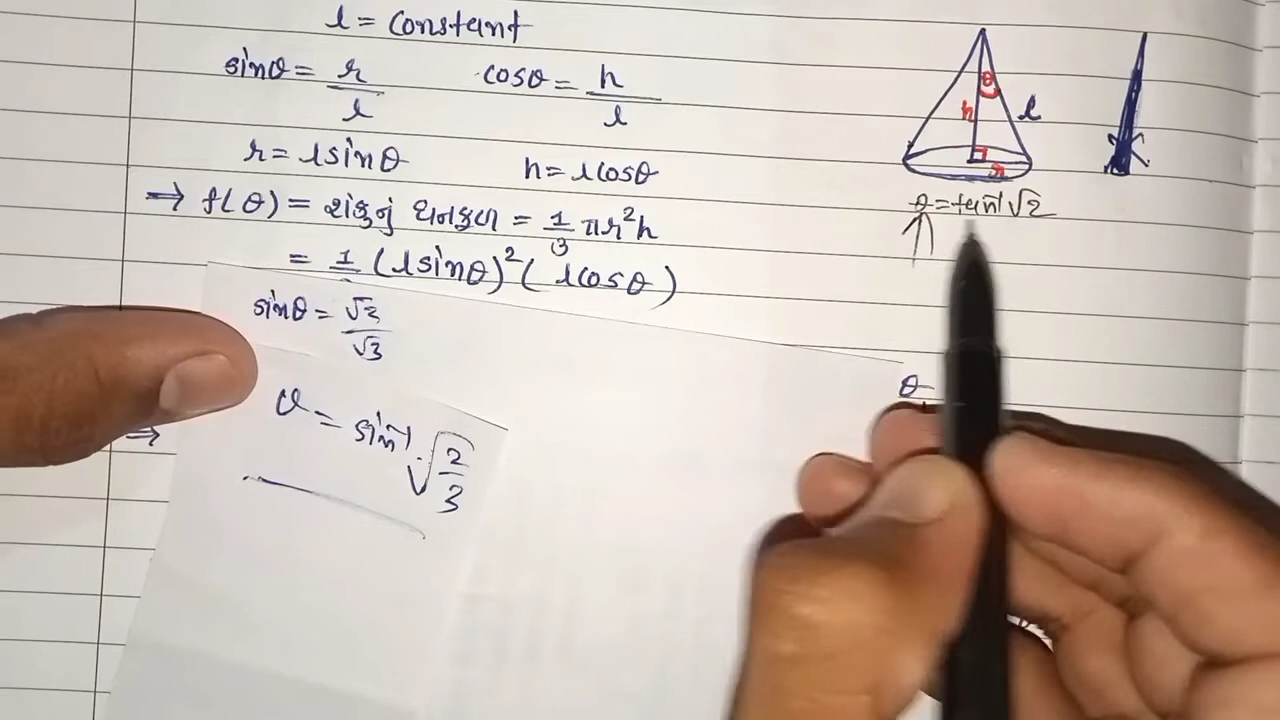 l = constant
sinθ = r/l cosθ = h/l
r = l sinθ h = l cosθ
⇒ f(θ) = શંકુનું ઘનફળ = 1/3 πr²h
= 1 (l sinθ)² (l cosθ)
sinθ = √2/√3
θ = sin⁻¹ √2/3
⇒
θ
h
l
r
θ = tan⁻¹√2
θ